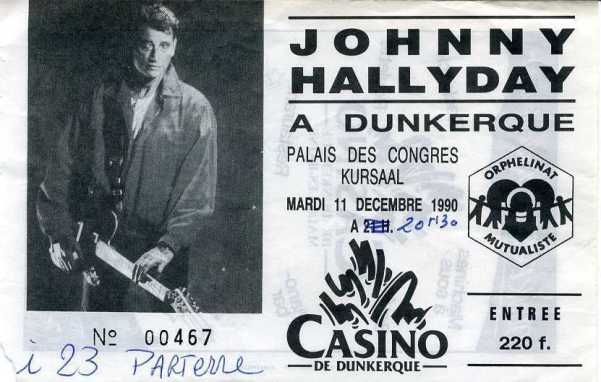 JOHNNY
HALLYDAY
A DUNKERQUE
PALAIS DES CONGRES
KURSAAL
MARDI 11 DECEMBRE 1990
A 20H30
ORPHELINAT
MUTUALISTE
CASINO
DE DUNKERQUE
ENTREE
220 f.
Nº 00467
i 23 PARTERRE